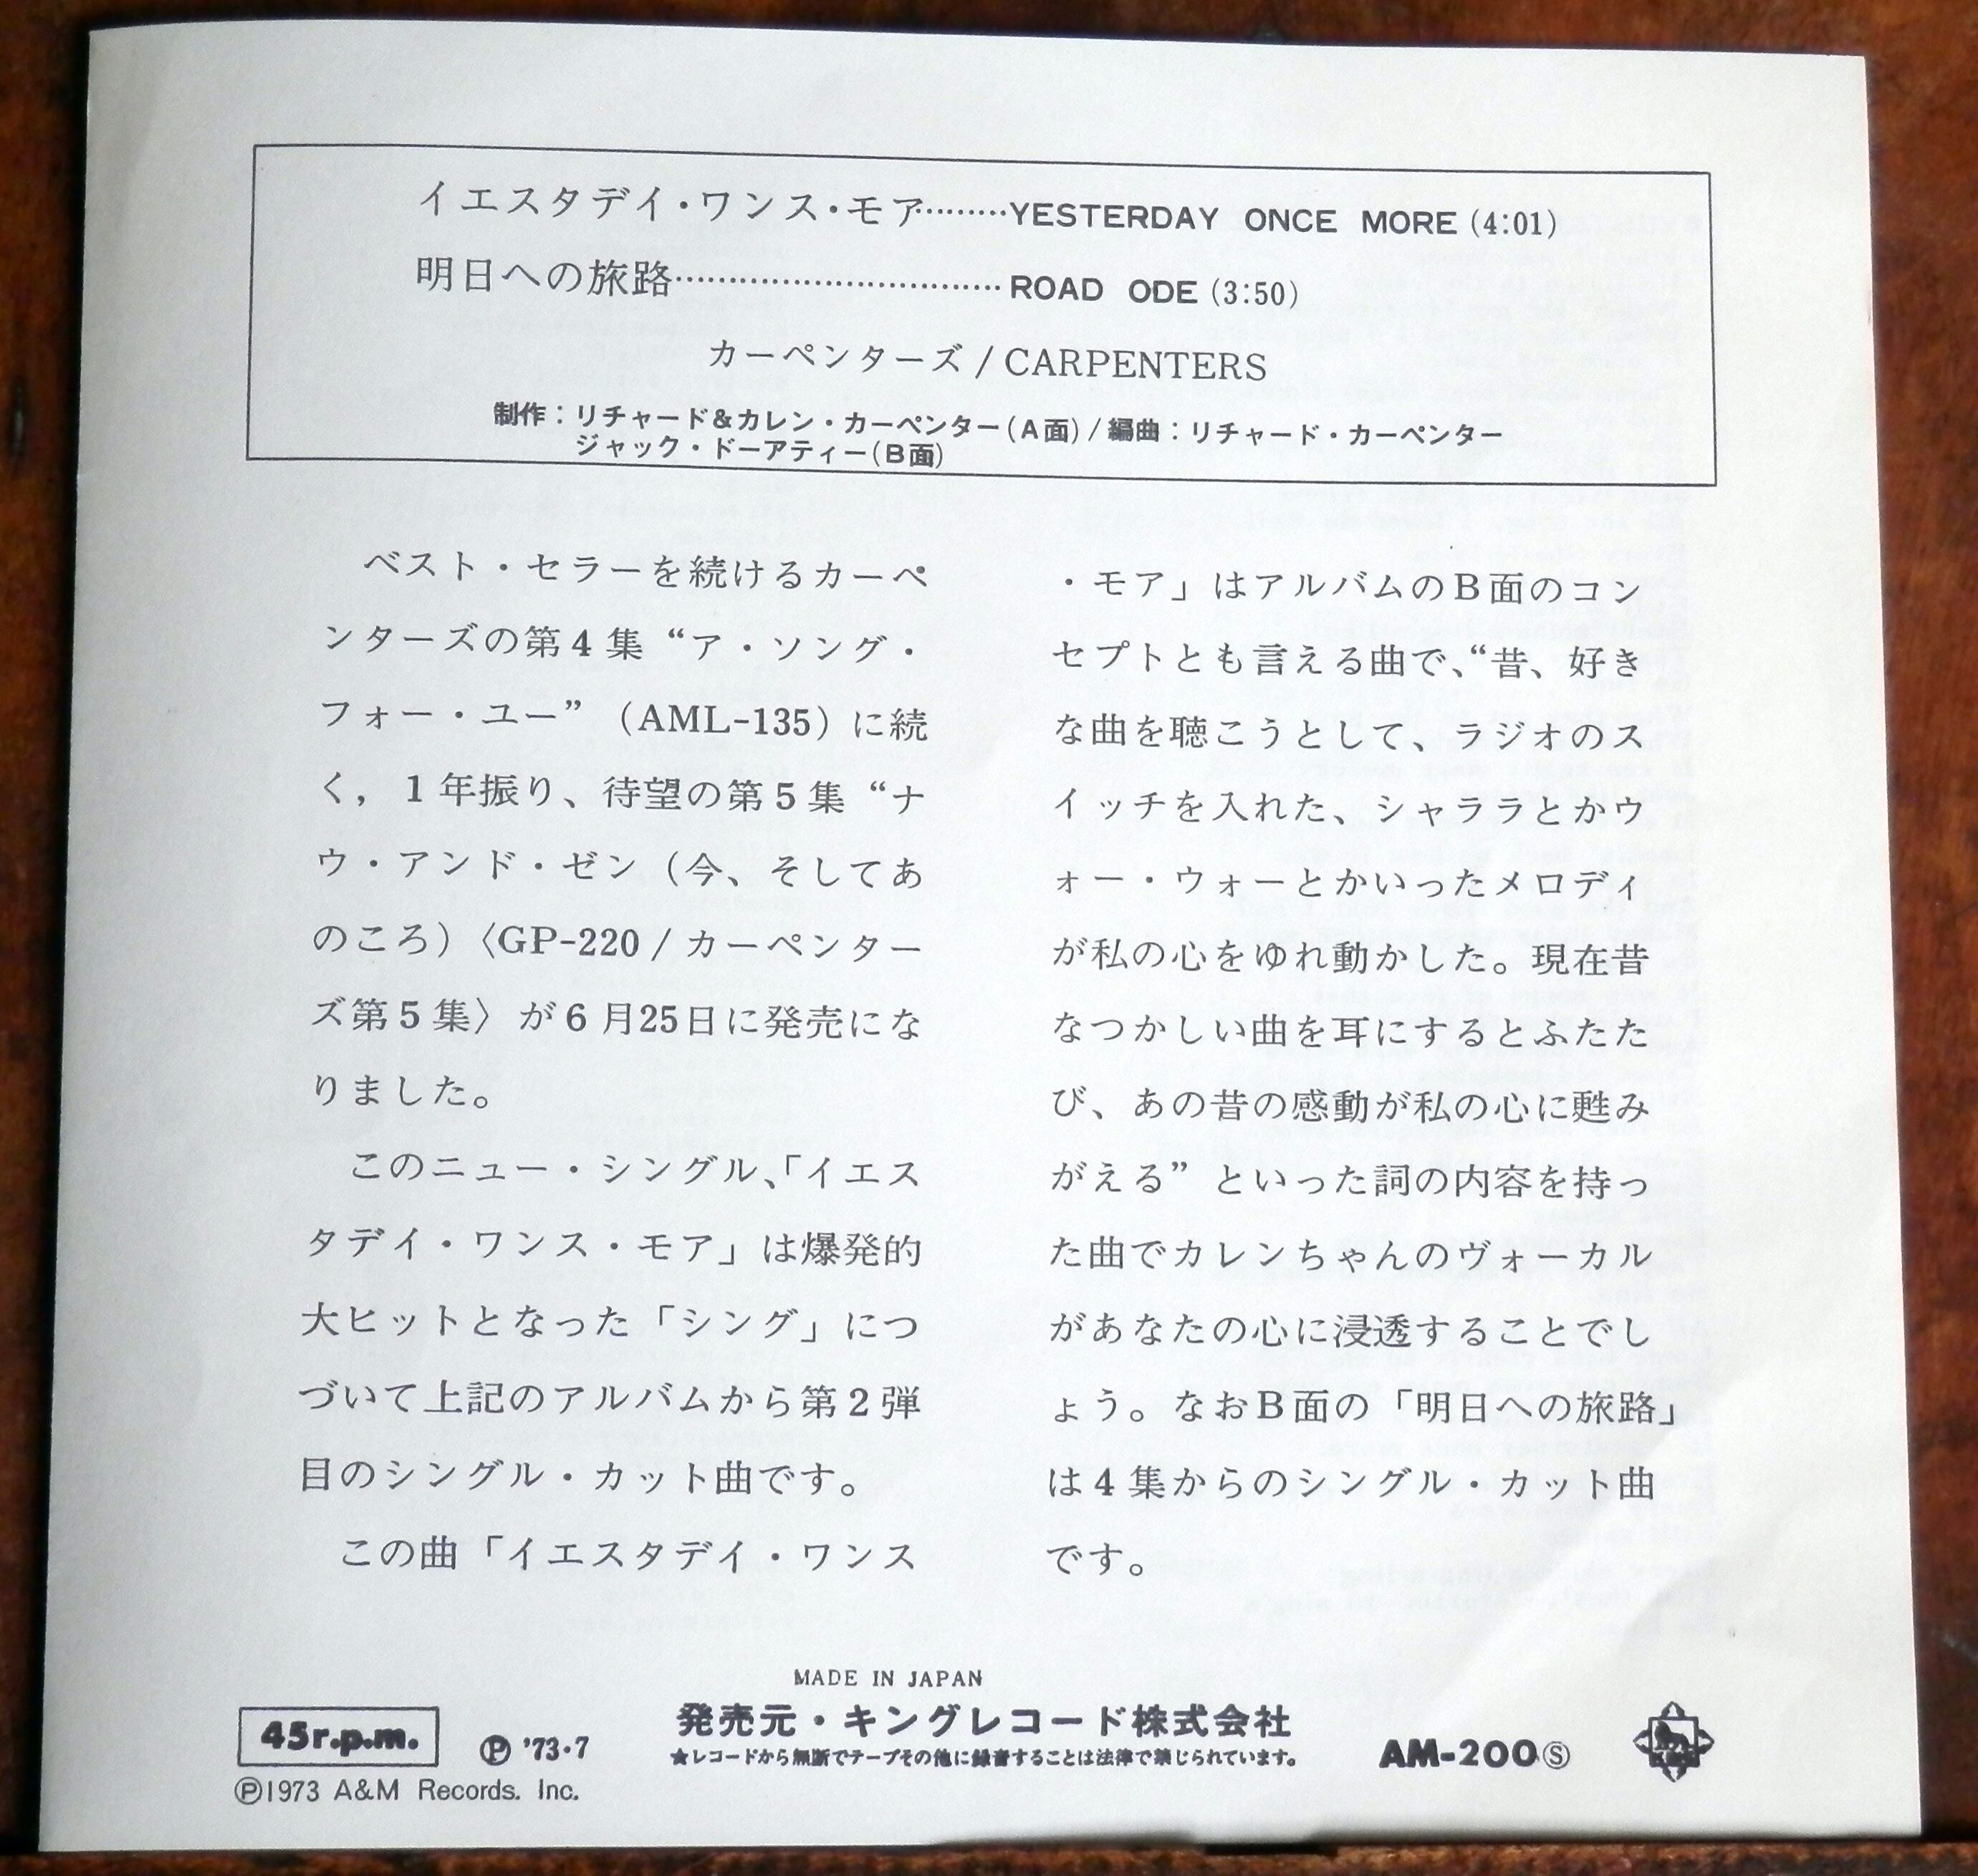 イエスタデイ・ワンス・モア………YESTERDAY ONCE MORE (4:01)
明日への旅路……………………………ROAD ODE (3:50)
カーペンターズ / CARPENTERS
制作：リチャード&カレン・カーペンター(A面) / 編曲：リチャード・カーペンター
ジャック・ドーアティー(B面)
ベスト・セラーを続けるカーペ
ンターズの第4集“ア・ソング・
フォー・ユー”（AML-135）に続
く，1年振り、待望の第5集“ナ
ウ・アンド・ゼン（今、そしてあ
のころ）〈GP-220 / カーペンター
ズ第5集〉が6月25日に発売にな
りました。
このニュー・シングル、「イエス
タデイ・ワンス・モア」は爆発的
大ヒットとなった「シング」につ
づいて上記のアルバムから第2弾
目のシングル・カット曲です。
この曲「イエスタデイ・ワンス
・モア」はアルバムのB面のコン
セプトとも言える曲で、“昔、好き
な曲を聴こうとして、ラジオのス
イッチを入れた、シャララとかウ
ォー・ウォーとかいったメロディ
が私の心をゆれ動かした。現在昔
なつかしい曲を耳にするとふたた
び、あの昔の感動が私の心に甦み
がえる”といった詞の内容を持っ
た曲でカレンちゃんのヴォーカル
があなたの心に浸透することでし
ょう。なおB面の「明日への旅路」
は4集からのシングル・カット曲
です。
MADE IN JAPAN
45r.p.m.
Ⓟ '73・7
発売元・キングレコード株式会社
★レコードから無断でテープその他に録音することは法律で禁じられています。
AM-200Ⓢ
Ⓟ1973 A&M Records. Inc.